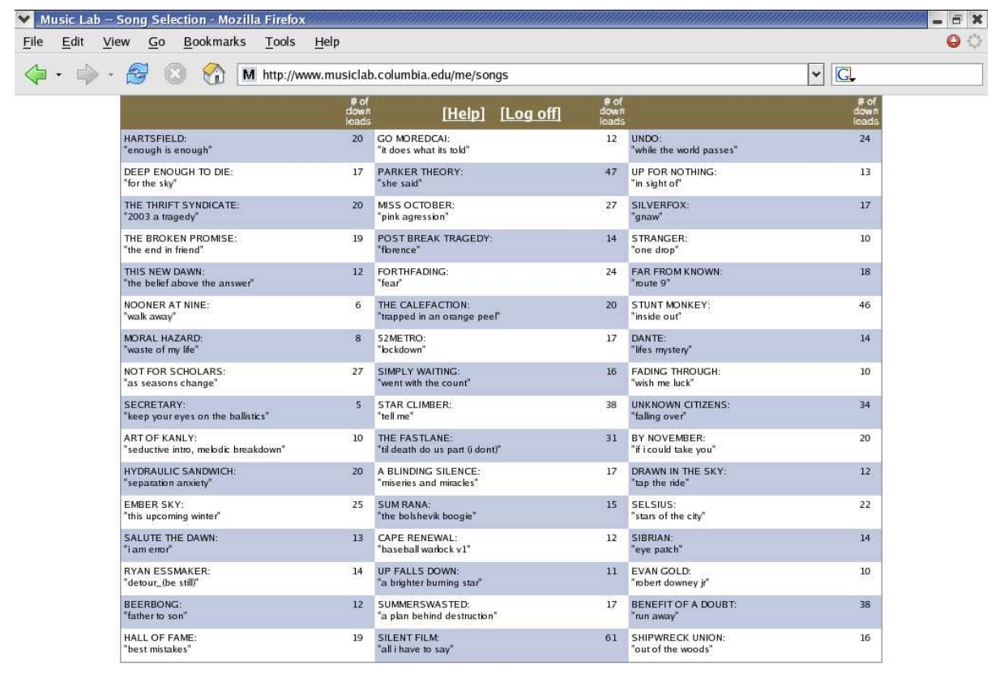 Music Lab -- Song Selection - Mozilla Firefox
File Edit View Go Bookmarks Tools Help
M http://www.musiclab.columbia.edu/me/songs G
# of down loads [Help] [Log off] # of down loads # of down loads
HARTSFIELD: 20 GO MOREDCAI: 12 UNDO: 24
"enough is enough" "it does what its told" "while the world passes"
DEEP ENOUGH TO DIE: 17 PARKER THEORY: 47 UP FOR NOTHING: 13
"for the sky" "she said" "in sight of"
THE THRIFT SYNDICATE: 20 MISS OCTOBER: 27 SILVERFOX: 17
"2003 a tragedy" "pink agression" "gnaw"
THE BROKEN PROMISE: 19 POST BREAK TRAGEDY: 14 STRANGER: 10
"the end in friend" "florence" "one drop"
THIS NEW DAWN: 12 FORTHFADING: 24 FAR FROM KNOWN: 18
"the belief above the answer" "fear" "route 9"
NOONER AT NINE: 6 THE CALEFACTION: 20 STUNT MONKEY: 46
"walk away" "trapped in an orange peel" "inside out"
MORAL HAZARD: 8 52METRO: 17 DANTE: 14
"waste of my life" "lockdown" "lifes mystery"
NOT FOR SCHOLARS: 27 SIMPLY WAITING: 16 FADING THROUGH: 10
"as seasons change" "went with the count" "wish me luck"
SECRETARY: 5 STAR CLIMBER: 38 UNKNOWN CITIZENS: 34
"keep your eyes on the ballistics" "tell me" "falling over"
ART OF KANLY: 10 THE FASTLANE: 31 BY NOVEMBER: 20
"seductive intro, melodic breakdown" "til death do us part (i dont)" "if i could take you"
HYDRAULIC SANDWICH: 20 A BLINDING SILENCE: 17 DRAWN IN THE SKY: 12
"separation anxiety" "miseries and miracles" "tap the ride"
EMBER SKY: 25 SUM RANA: 15 SELSIUS: 22
"this upcoming winter" "the bolshevik boogie" "stars of the city"
SALUTE THE DAWN: 13 CAPE RENEWAL: 12 SIBRIAN: 14
"i am error" "baseball warlock v1" "eye patch"
RYAN ESSMAKER: 14 UP FALLS DOWN: 11 EVAN GOLD: 10
"detour_(be still)" "a brighter burning star" "robert downey jr"
BEERBONG: 12 SUMMERSWASTED: 17 BENEFIT OF A DOUBT: 38
"father to son" "a plan behind destruction" "run away"
HALL OF FAME: 19 SILENT FILM: 61 SHIPWRECK UNION: 16
"best mistakes" "all i have to say" "out of the woods"